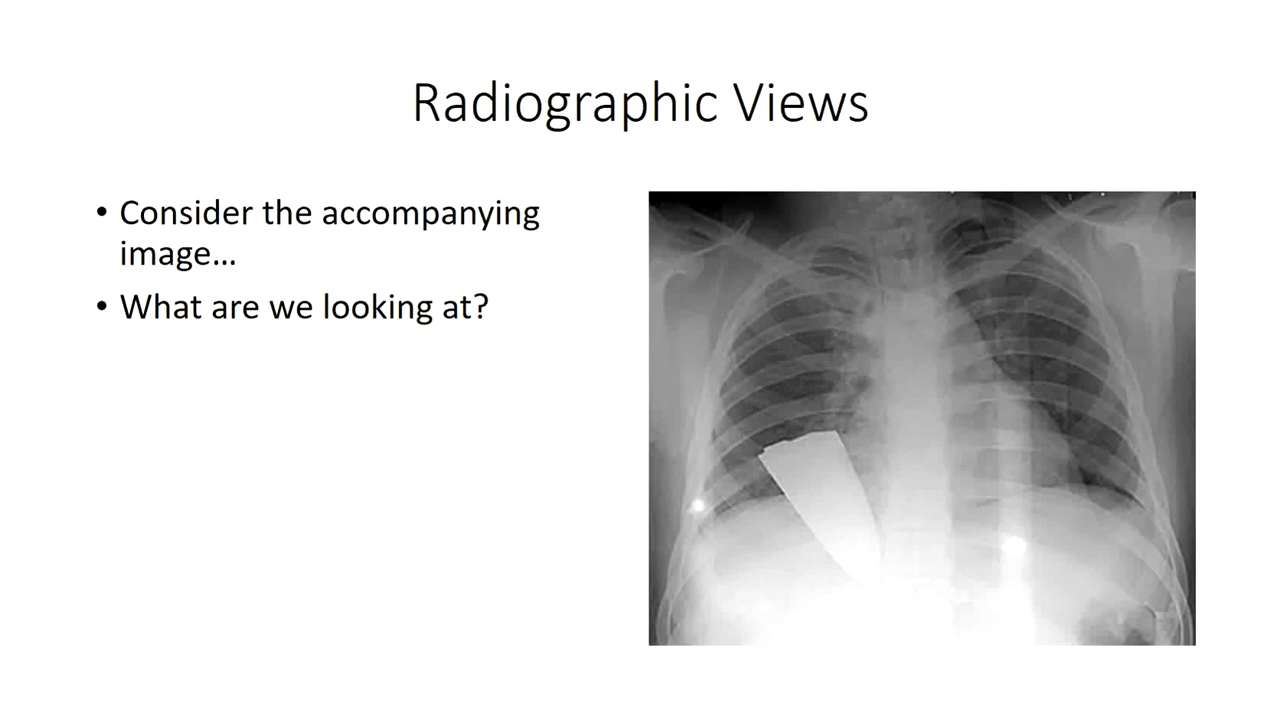 Radiographic Views
• Consider the accompanying
image…
• What are we looking at?